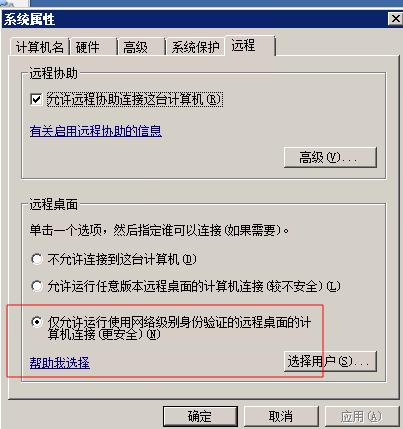 系统属性
计算机名 硬件 高级 系统保护 远程
远程协助
允许远程协助连接这台计算机(R)
有关启用远程协助的信息
高级(V)...
远程桌面
单击一个选项，然后指定谁可以连接(如果需要)。
不允许连接到这台计算机(D)
允许运行任意版本远程桌面的计算机连接(较不安全)(L)
仅允许运行使用网络级别身份验证的远程桌面的计
算机连接(更安全)(N)
帮助我选择
选择用户(S)...
确定 取消 应用(A)